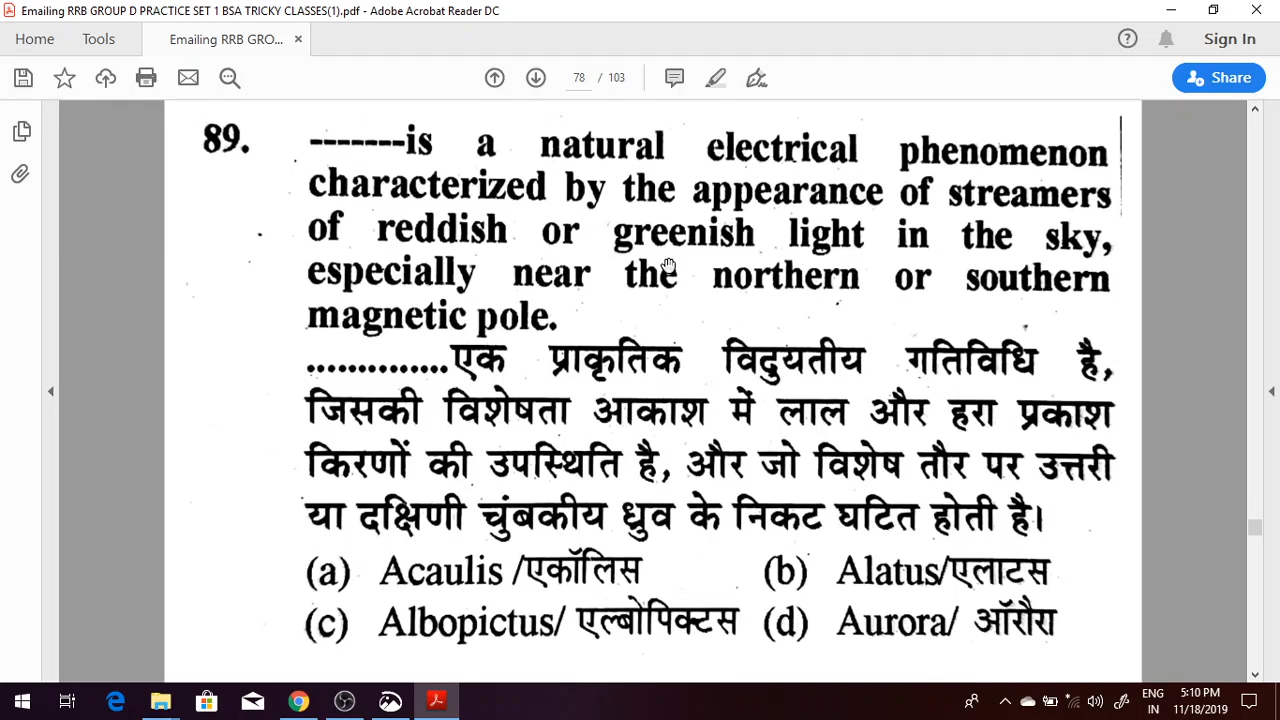 Emailing RRB GROUP D PRACTICE SET 1 BSA TRICKY CLASSES(1).pdf - Adobe Acrobat Reader DC
Home Tools Emailing RRB GRO... × Sign In
78 / 103 Share
89. -------is a natural electrical phenomenon
characterized by the appearance of streamers
of reddish or greenish light in the sky,
especially near the northern or southern
magnetic pole.
..............एक प्राकृतिक विदुयतीय गतिविधि है,
जिसकी विशेषता आकाश में लाल और हरा प्रकाश
किरणों की उपस्थिति है, और जो विशेष तौर पर उत्तरी
या दक्षिणी चुंबकीय ध्रुव के निकट घटित होती है।
(a) Acaulis /एकॉलिस (b) Alatus/एलाटस
(c) Albopictus/ एल्बोपिक्टस (d) Aurora/ ऑरौरा
ENG 5:10 PM
IN 11/18/2019